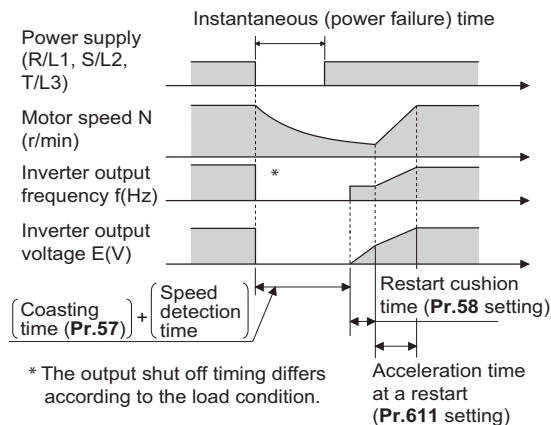 Instantaneous (power failure) time
Power supply
(R/L1, S/L2,
T/L3)
Motor speed N
(r/min)
Inverter output
frequency f(Hz)
*
Inverter output
voltage E(V)
Coasting
time (Pr.57)
+
Speed
detection
time
Restart cushion
time (Pr.58 setting)
* The output shut off timing differs
according to the load condition.
Acceleration time
at a restart
(Pr.611 setting)